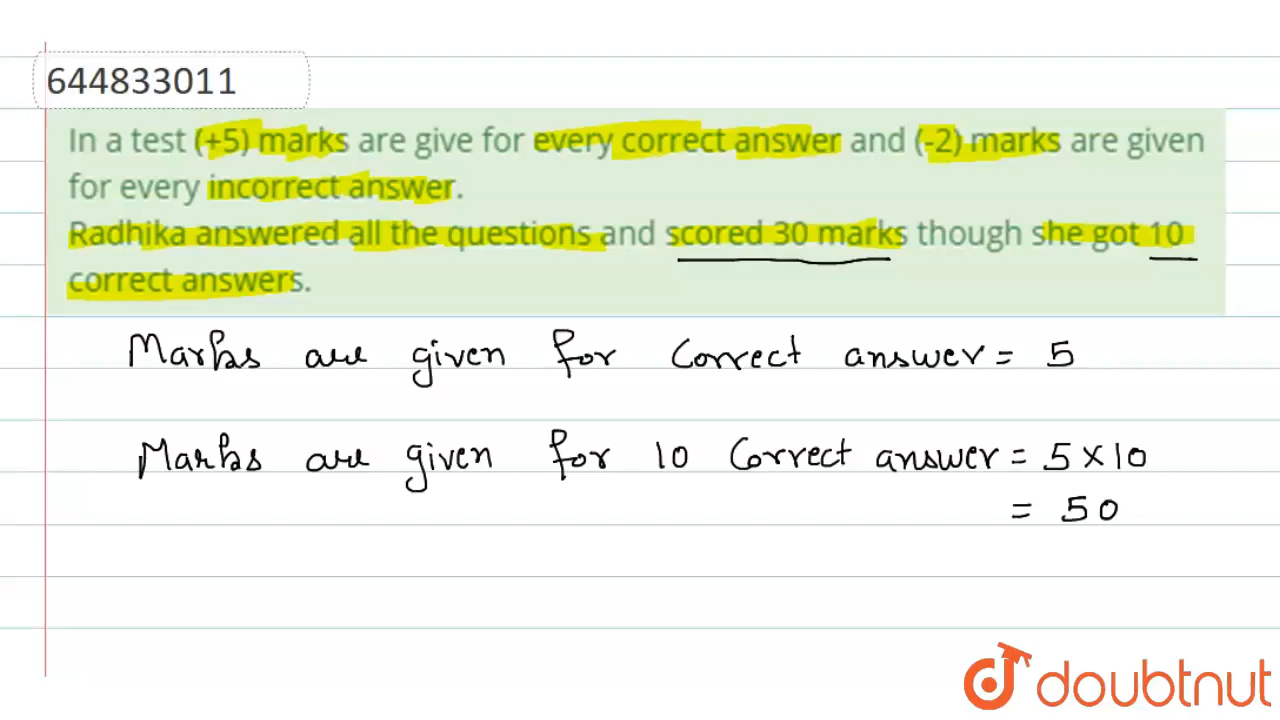 644833011
In a test (+5) marks are give for every correct answer and (-2) marks are given
for every incorrect answer.
Radhika answered all the questions and scored 30 marks though she got 10
correct answers.
Marks are given for Correct answer = 5
Marks are given for 10 Correct answer = 5 × 10
= 50
doubtnut